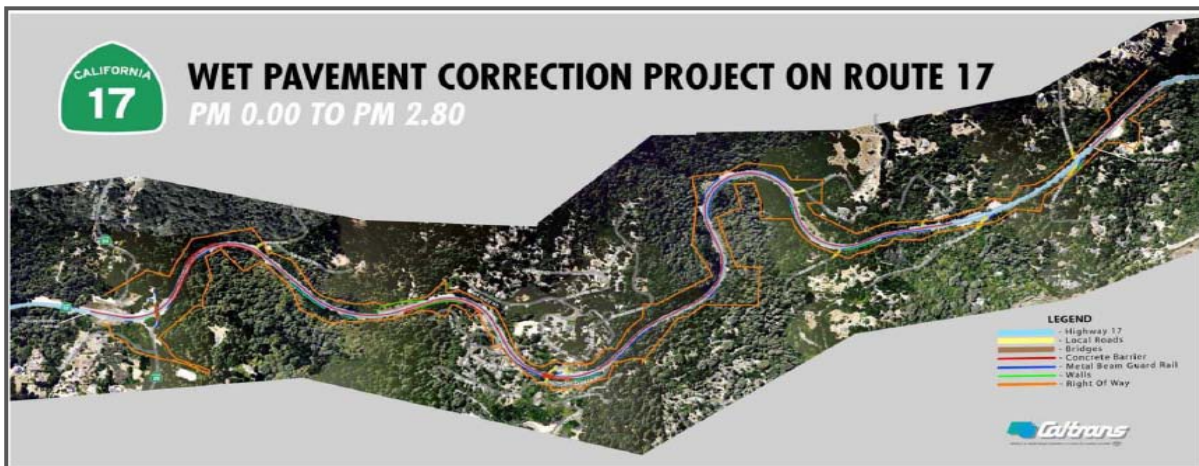 CALIFORNIA
17
WET PAVEMENT CORRECTION PROJECT ON ROUTE 17
PM 0.00 TO PM 2.80
LEGEND
- Highway 17
- Local Roads
- Bridges
- Concrete Barrier
- Metal Beam Guard Rail
- Walls
- Right Of Way
Caltrans